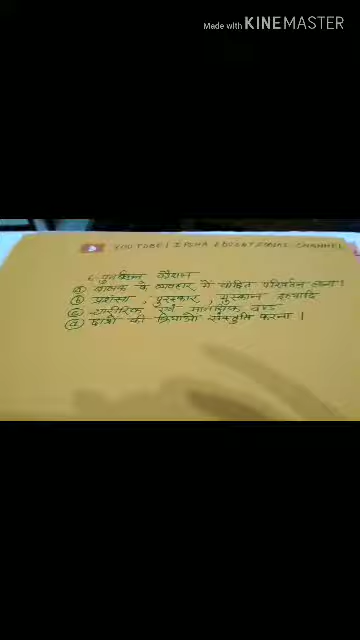 Made with KINEMASTER
YOUTUBE | IPSHA EDUCATIONAL CHANNEL
6. पुनर्बलन कौशल
ⓐ बालक के व्यवहार में वांछित परिवर्तन लाना।
ⓑ प्रशंसा, पुरस्कार, मुस्कान इत्यादि
ⓒ शारीरिक एवं मानसिक दण्ड
ⓓ छात्रों की क्रियाओं संस्तुति करना।